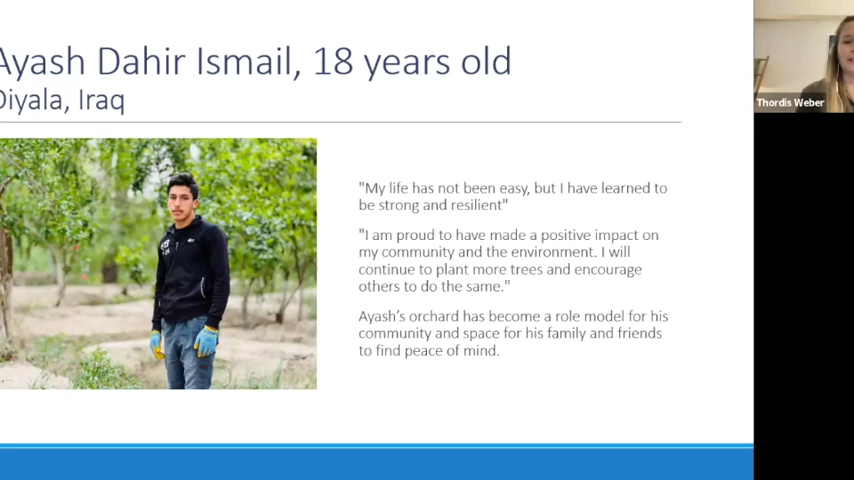 Ayash Dahir Ismail, 18 years old
Diyala, Iraq
"My life has not been easy, but I have learned to
be strong and resilient"
"I am proud to have made a positive impact on
my community and the environment. I will
continue to plant more trees and encourage
others to do the same."
Ayash’s orchard has become a role model for his
community and space for his family and friends
to find peace of mind.
Thordis Weber